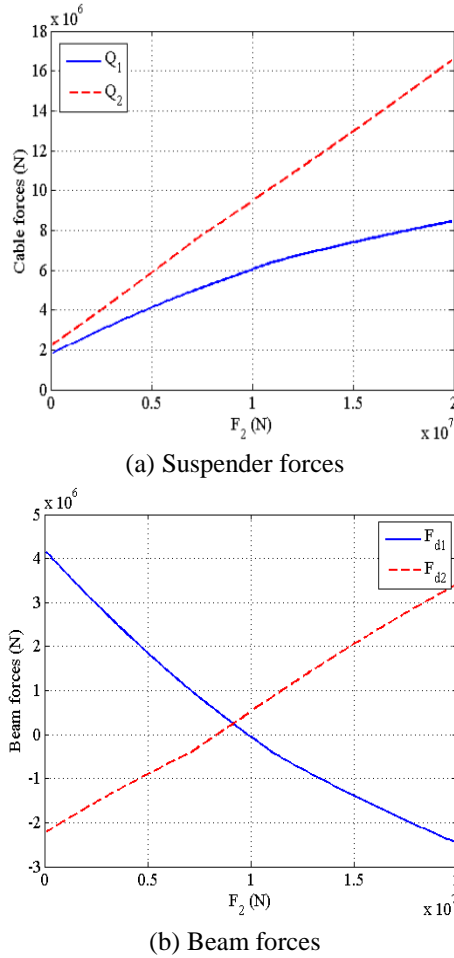 x 10^6
18
16
14
12
10
8
6
4
2
0
Cable forces (N)
Q_1
Q_2
0
0.5
1
1.5
2
F_2 (N)
x 10^7
(a) Suspender forces
x 10^6
5
4
3
2
1
0
-1
-2
-3
Beam forces (N)
F_d1
F_d2
0
0.5
1
1.5
2
F_2 (N)
(b) Beam forces